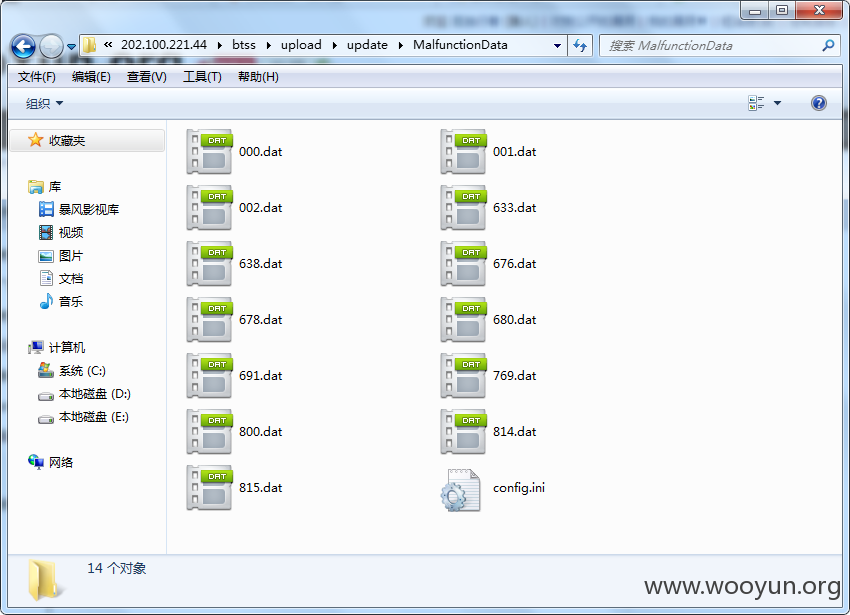 « 202.100.221.44 ▸ btss ▸ upload ▸ update ▸ MalfunctionData
搜索 MalfunctionData
文件(F) 编辑(E) 查看(V) 工具(T) 帮助(H)
组织
收藏夹
库
暴风影视库
视频
图片
文档
音乐
计算机
系统 (C:)
本地磁盘 (D:)
本地磁盘 (E:)
网络
DAT 000.dat DAT 001.dat
DAT 002.dat DAT 633.dat
DAT 638.dat DAT 676.dat
DAT 678.dat DAT 680.dat
DAT 691.dat DAT 769.dat
DAT 800.dat DAT 814.dat
DAT 815.dat config.ini
14 个对象
www.wooyun.org